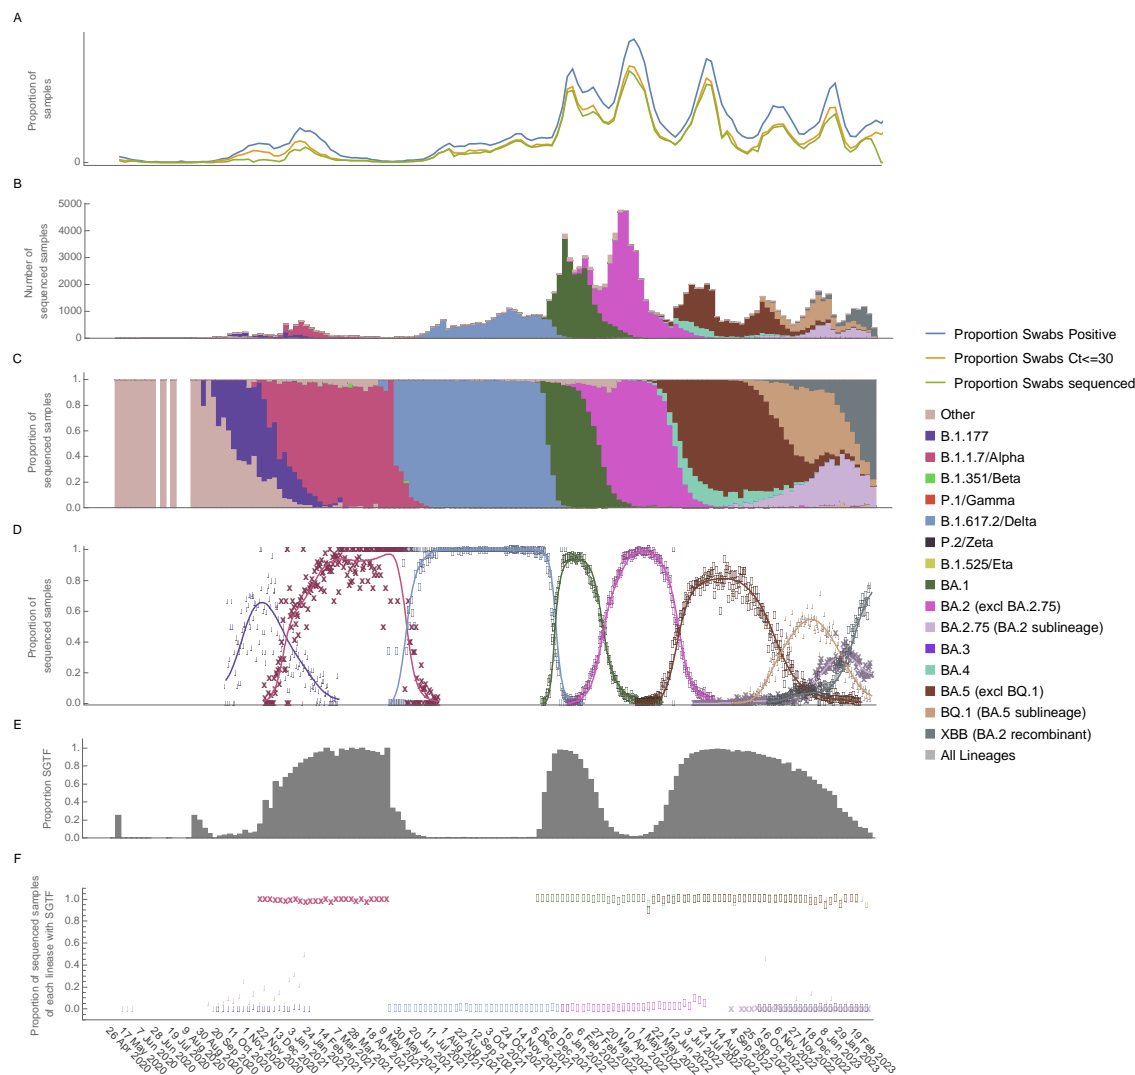 A
Proportion of
samples
0
B
Number of
sequenced samples
5000
4000
3000
2000
1000
0
C
Proportion of
sequenced samples
1.
0.8
0.6
0.4
0.2
0.0
D
Proportion of
sequenced samples
1.
0.8
0.6
0.4
0.2
0.0
E
Proportion SGTF
1.
0.8
0.6
0.4
0.2
0.0
F
Proportion of sequenced samples
of each lineage with SGTF
1.0
0.8
0.6
0.4
0.2
0.0
26 Apr 2020
17 May 2020
7 Jun 2020
28 Jun 2020
19 Jul 2020
9 Aug 2020
30 Aug 2020
20 Sep 2020
11 Oct 2020
1 Nov 2020
22 Nov 2020
13 Dec 2020
3 Jan 2021
24 Jan 2021
14 Feb 2021
7 Mar 2021
28 Mar 2021
18 Apr 2021
9 May 2021
30 May 2021
20 Jun 2021
11 Jul 2021
1 Aug 2021
22 Aug 2021
12 Sep 2021
3 Oct 2021
24 Oct 2021
14 Nov 2021
5 Dec 2021
26 Dec 2021
16 Jan 2022
6 Feb 2022
27 Feb 2022
20 Mar 2022
10 Apr 2022
1 May 2022
22 May 2022
12 Jun 2022
3 Jul 2022
24 Jul 2022
14 Aug 2022
4 Sep 2022
25 Sep 2022
16 Oct 2022
6 Nov 2022
27 Nov 2022
18 Dec 2022
8 Jan 2023
29 Jan 2023
19 Feb 2023
Proportion Swabs Positive
Proportion Swabs Ct<=30
Proportion Swabs sequenced
Other
B.1.177
B.1.1.7/Alpha
B.1.351/Beta
P.1/Gamma
B.1.617.2/Delta
P.2/Zeta
B.1.525/Eta
BA.1
BA.2 (excl BA.2.75)
BA.2.75 (BA.2 sublineage)
BA.3
BA.4
BA.5 (excl BQ.1)
BQ.1 (BA.5 sublineage)
XBB (BA.2 recombinant)
All Lineages